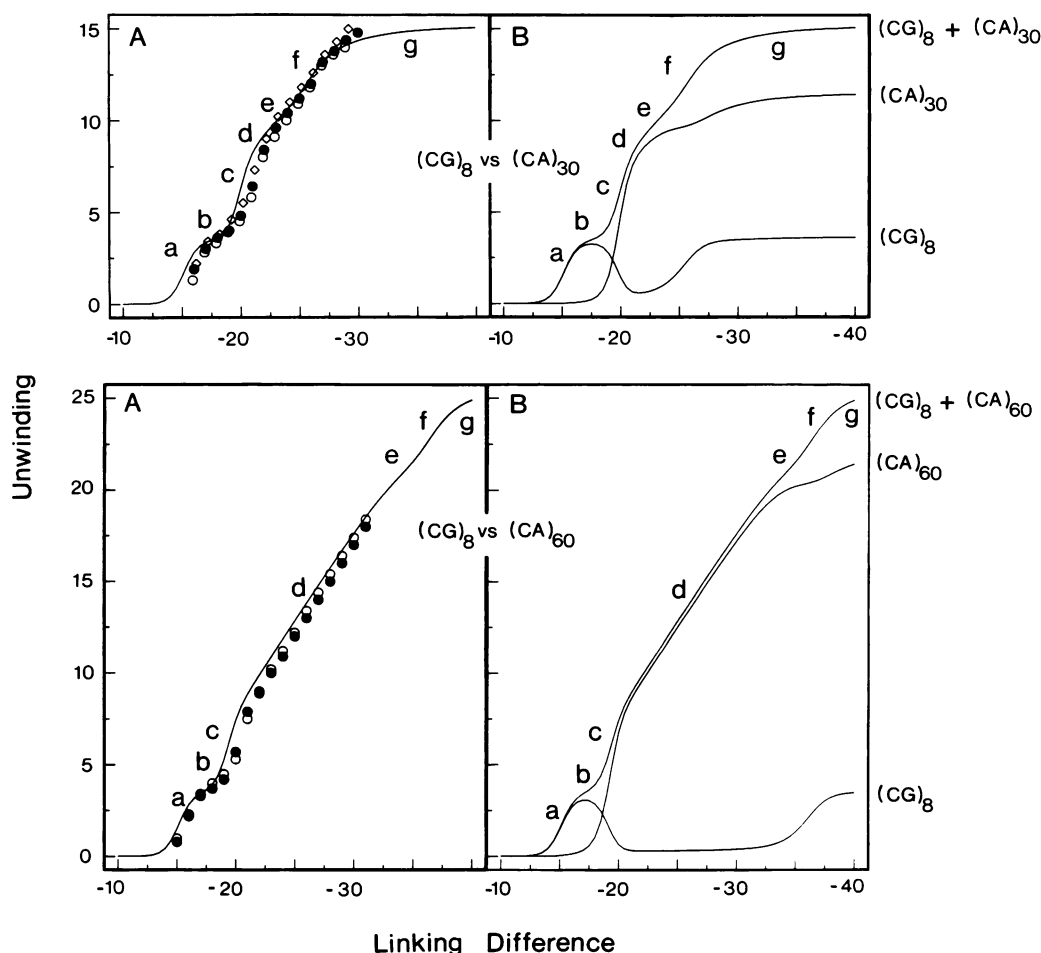 A
B
15
10
5
0
a
b
c
d
e
f
g
a
b
c
d
e
f
g
(CG)8 vs (CA)30
(CG)8 + (CA)30
(CA)30
(CG)8
-10
-20
-30
-10
-20
-30
-40
A
B
25
20
15
10
5
0
a
b
c
d
e
f
g
a
b
c
d
e
f
g
(CG)8 vs (CA)60
(CG)8 + (CA)60
(CA)60
(CG)8
-10
-20
-30
-10
-20
-30
-40
Unwinding
Linking Difference